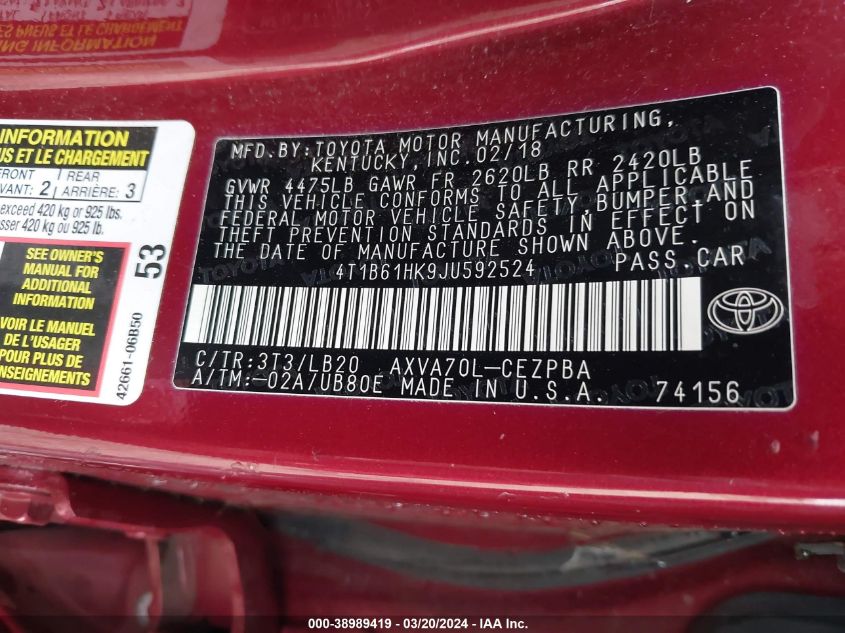 MFD.BY:TOYOTA MOTOR MANUFACTURING,
KENTUCKY, INC. 02/18
GVWR 4475LB GAWR FR 2620LB RR 2420LB
THIS VEHICLE CONFORMS TO ALL APPLICABLE
FEDERAL MOTOR VEHICLE SAFETY, BUMPER, AND
THEFT PREVENTION STANDARDS IN EFFECT ON
THE DATE OF MANUFACTURE SHOWN ABOVE.
4T1B61HK9JU592524 PASS.CAR
C/TR:3T3/LB20 AXVA70L-CEZPBA
A/TM:-02A/UB80E MADE IN U.S.A. 74156
INFORMATION
US ET LE CHARGEMENT
FRONT 1 REAR
VANT: 2 ARRIÈRE: 3
exceed 420 kg or 925 lbs.
sser 420 kg ou 925 lb.
SEE OWNER'S
MANUAL FOR
ADDITIONAL
INFORMATION
VOIR LE MANUEL
DE L'USAGER
POUR PLUS DE
RENSEIGNEMENTS
53
42661-06B50
000-38989419 - 03/20/2024 - IAA Inc.